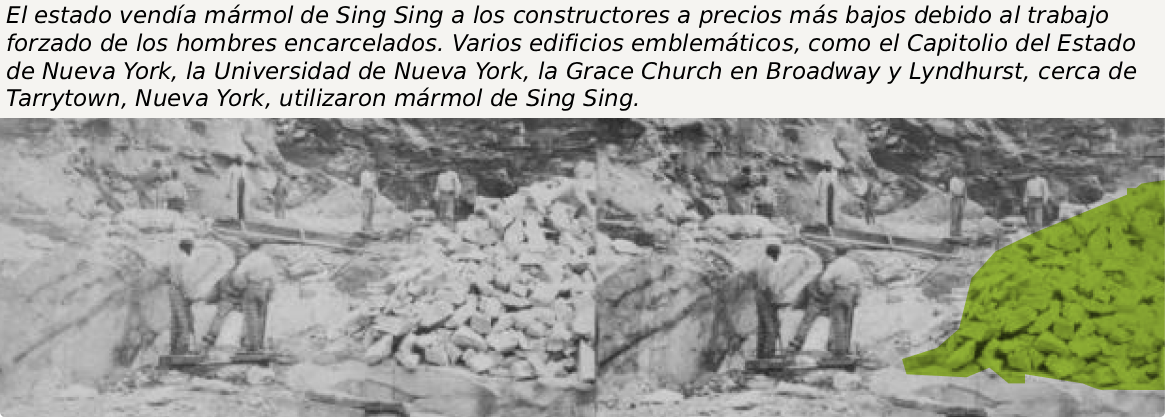 El estado vendía mármol de Sing Sing a los constructores a precios más bajos debido al trabajo
forzado de los hombres encarcelados. Varios edificios emblemáticos, como el Capitolio del Estado
de Nueva York, la Universidad de Nueva York, la Grace Church en Broadway y Lyndhurst, cerca de
Tarrytown, Nueva York, utilizaron mármol de Sing Sing.